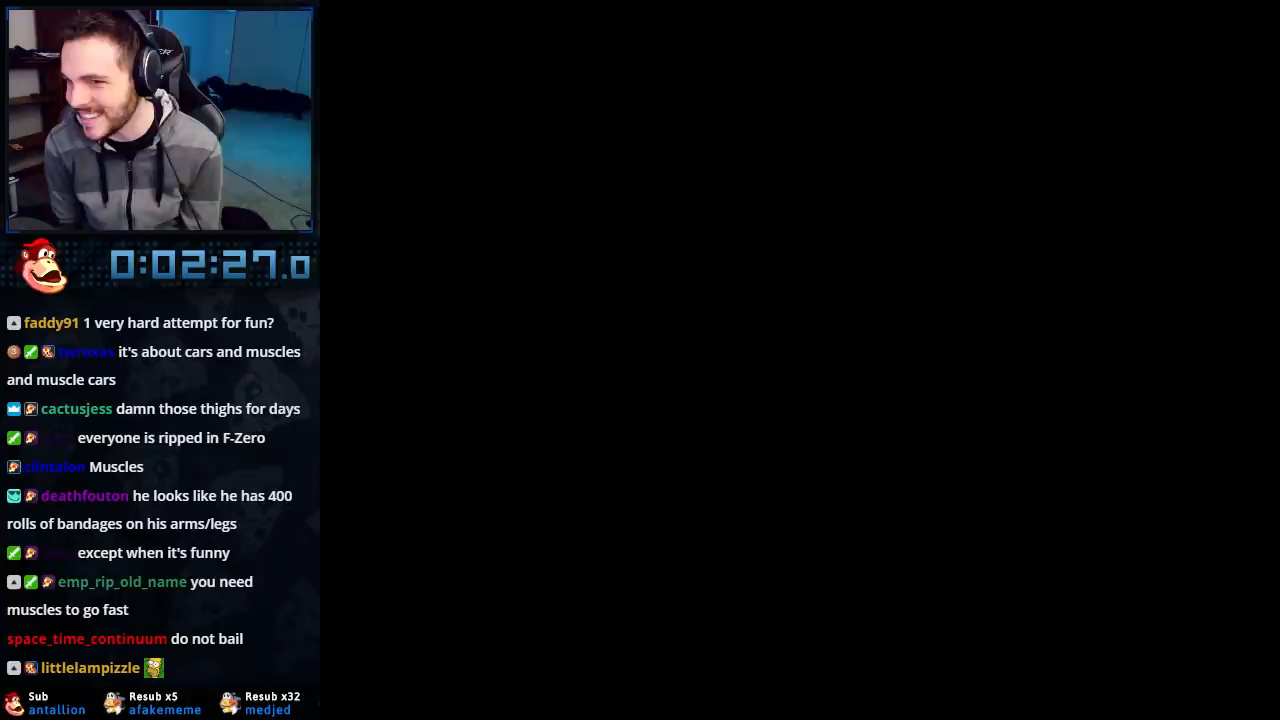 0:02:27.0
faddy91 1 very hard attempt for fun?
it's about cars and muscles
and muscle cars
cactusjess damn those thighs for days
everyone is ripped in F-Zero
clintalon Muscles
deathfouton he looks like he has 400
rolls of bandages on his arms/legs
except when it's funny
emp_rip_old_name you need
muscles to go fast
space_time_continuum do not bail
littlelampizzle
Sub Resub x5 Resub x32
antallion afakememe medjed